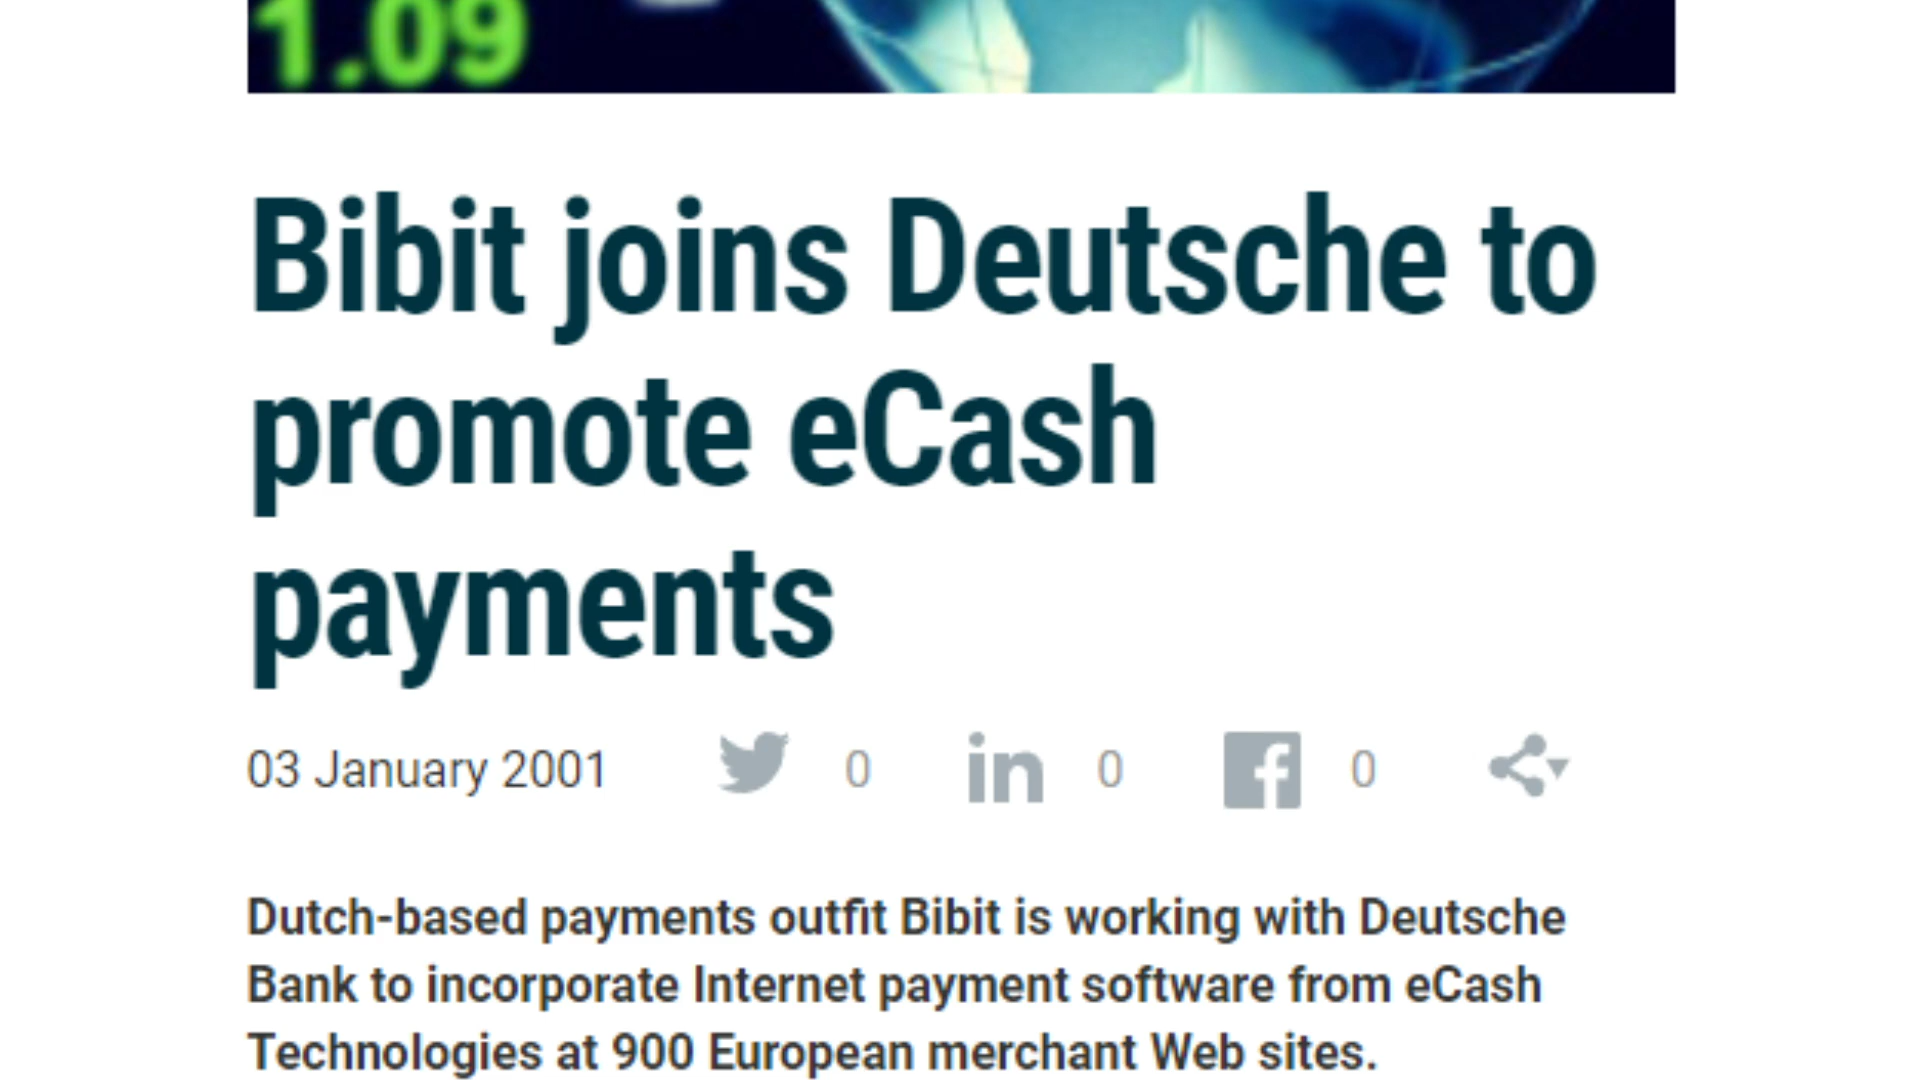 1.09
Bibit joins Deutsche to
promote eCash
payments
03 January 2001 0 in 0 f 0
Dutch-based payments outfit Bibit is working with Deutsche
Bank to incorporate Internet payment software from eCash
Technologies at 900 European merchant Web sites.